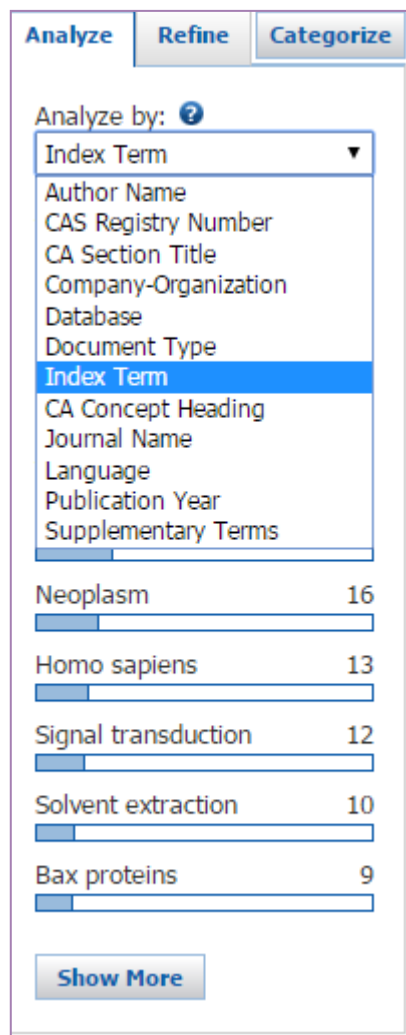 Analyze Refine Categorize
Analyze by: ?
Index Term
Author Name
CAS Registry Number
CA Section Title
Company-Organization
Database
Document Type
Index Term
CA Concept Heading
Journal Name
Language
Publication Year
Supplementary Terms
Neoplasm 16
Homo sapiens 13
Signal transduction 12
Solvent extraction 10
Bax proteins 9
Show More